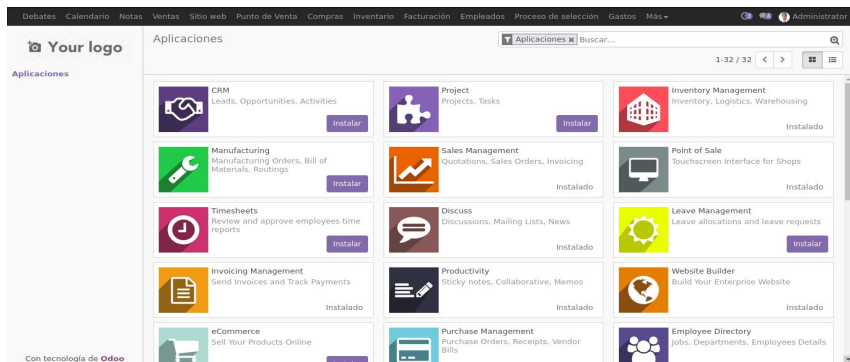 Debates Calendario Notas Ventas Sitio web Punto de Venta Compras Inventario Facturación Empleados Proceso de selección Gastos Más Administrator
Your logo
Aplicaciones
Aplicaciones
Aplicaciones x Buscar...
1-32 / 32
CRM
Leads, Opportunities, Activities
Instalar
Project
Projects, Tasks
Instalar
Inventory Management
Inventory, Logistics, Warehousing
Instalado
Manufacturing
Manufacturing Orders, Bill of
Materials, Routings
Instalar
Sales Management
Quotations, Sales Orders, Invoicing
Instalado
Point of Sale
Touchscreen Interface for Shops
Instalado
Timesheets
Review and approve employees time
reports
Instalar
Discuss
Discussions, Mailing Lists, News
Instalado
Leave Management
Leave allocations and leave requests
Instalar
Invoicing Management
Send Invoices and Track Payments
Instalado
Productivity
Sticky notes, Collaborative, Memos
Instalado
Website Builder
Build Your Enterprise Website
Instalado
eCommerce
Sell Your Products Online
Purchase Management
Purchase Orders, Receipts, Vendor
Bills
Employee Directory
Jobs, Departments, Employees Details
Con tecnología de Odoo